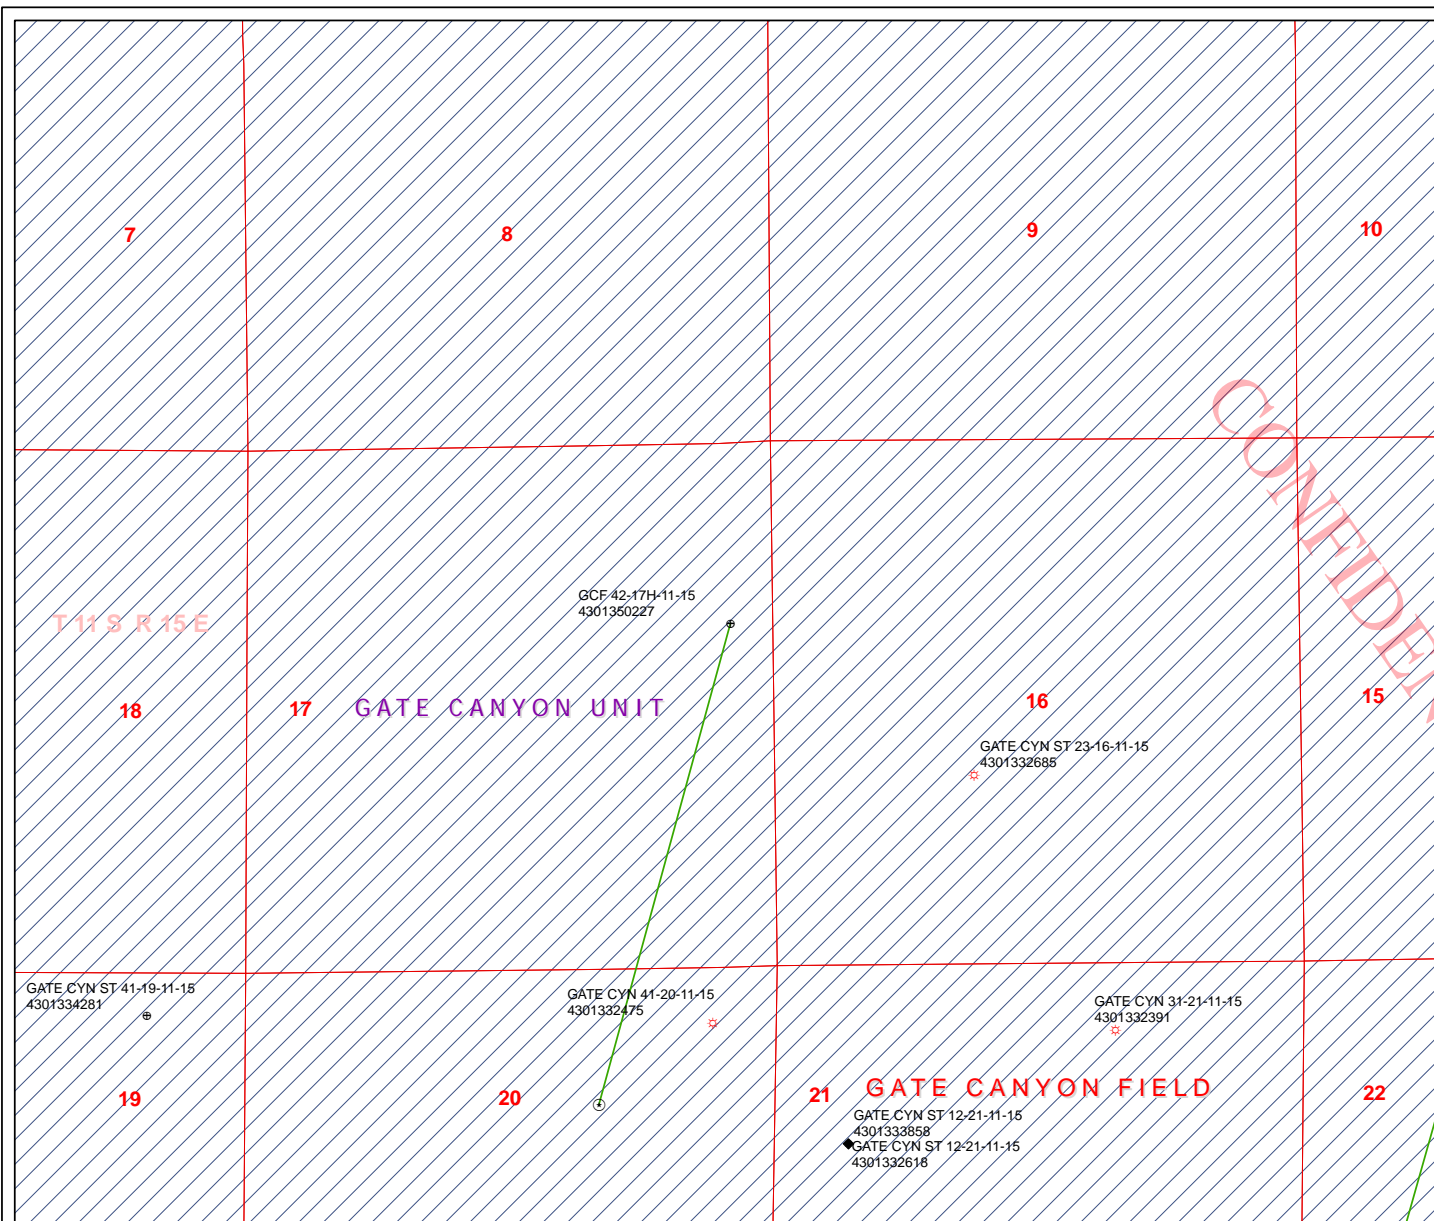 7
8
9
10
CONFIDEN
GCF 42-17H-11-15
4301350227
T 11 S R 15 E
18
17
GATE CANYON UNIT
16
15
GATE CYN ST 23-16-11-15
4301332685
GATE CYN ST 41-19-11-15
4301334281
GATE CYN 41-20-11-15
4301332475
GATE CYN 31-21-11-15
4301332391
19
20
21
GATE CANYON FIELD
22
GATE CYN ST 12-21-11-15
4301333858
GATE CYN ST 12-21-11-15
4301332618